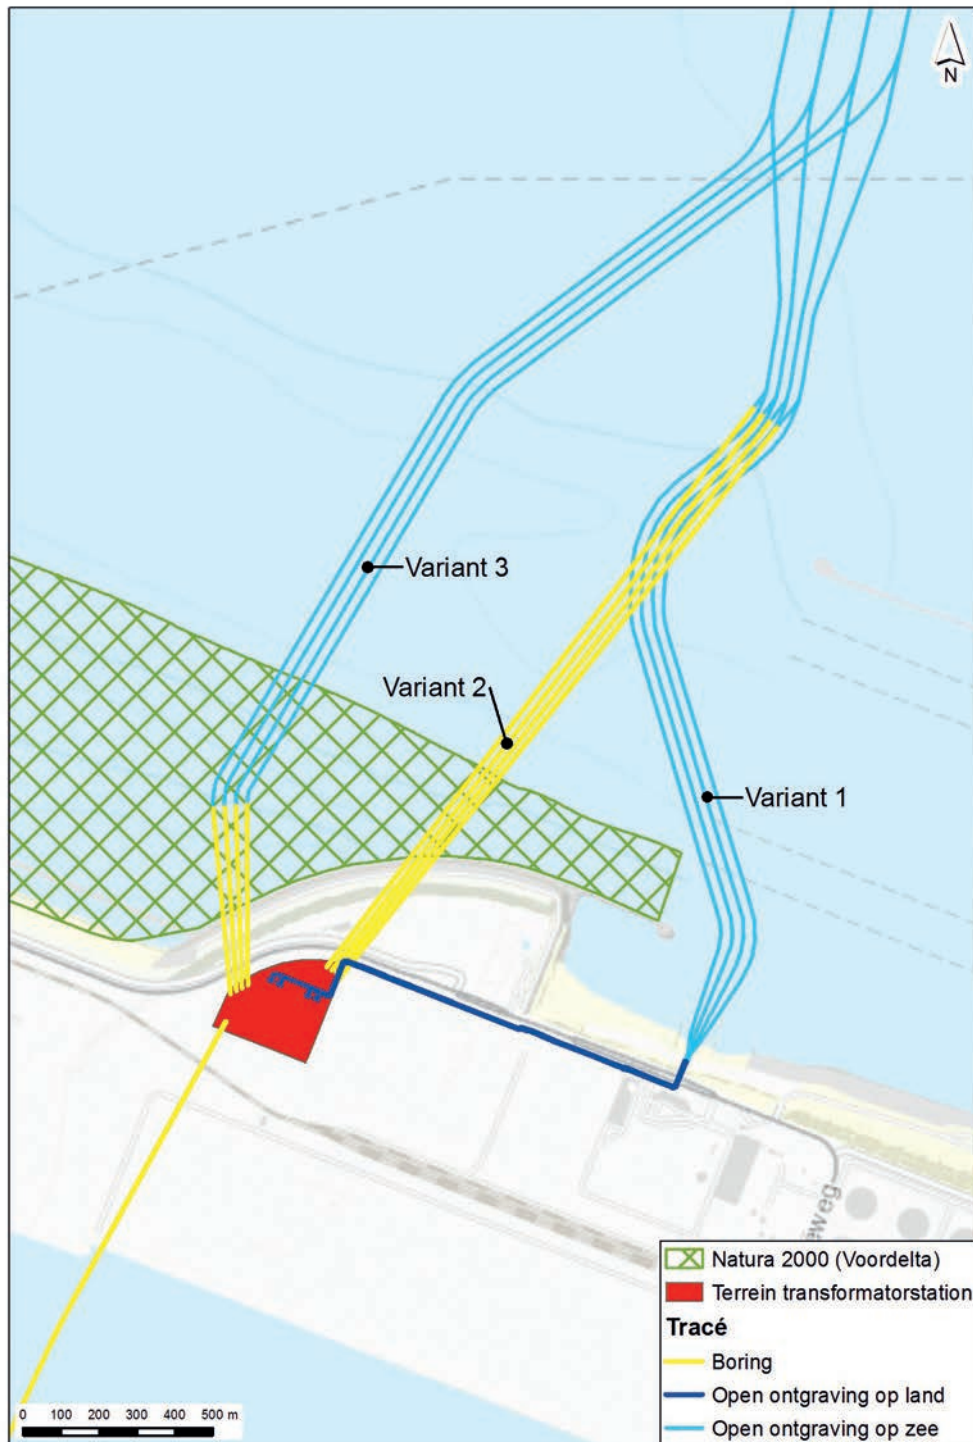 N
Variant 3
Variant 2
Variant 1
eweg
Natura 2000 (Voordelta)
Terrein transformatorstation
Tracé
Boring
Open ontgraving op land
Open ontgraving op zee
0 100 200 300 400 500 m